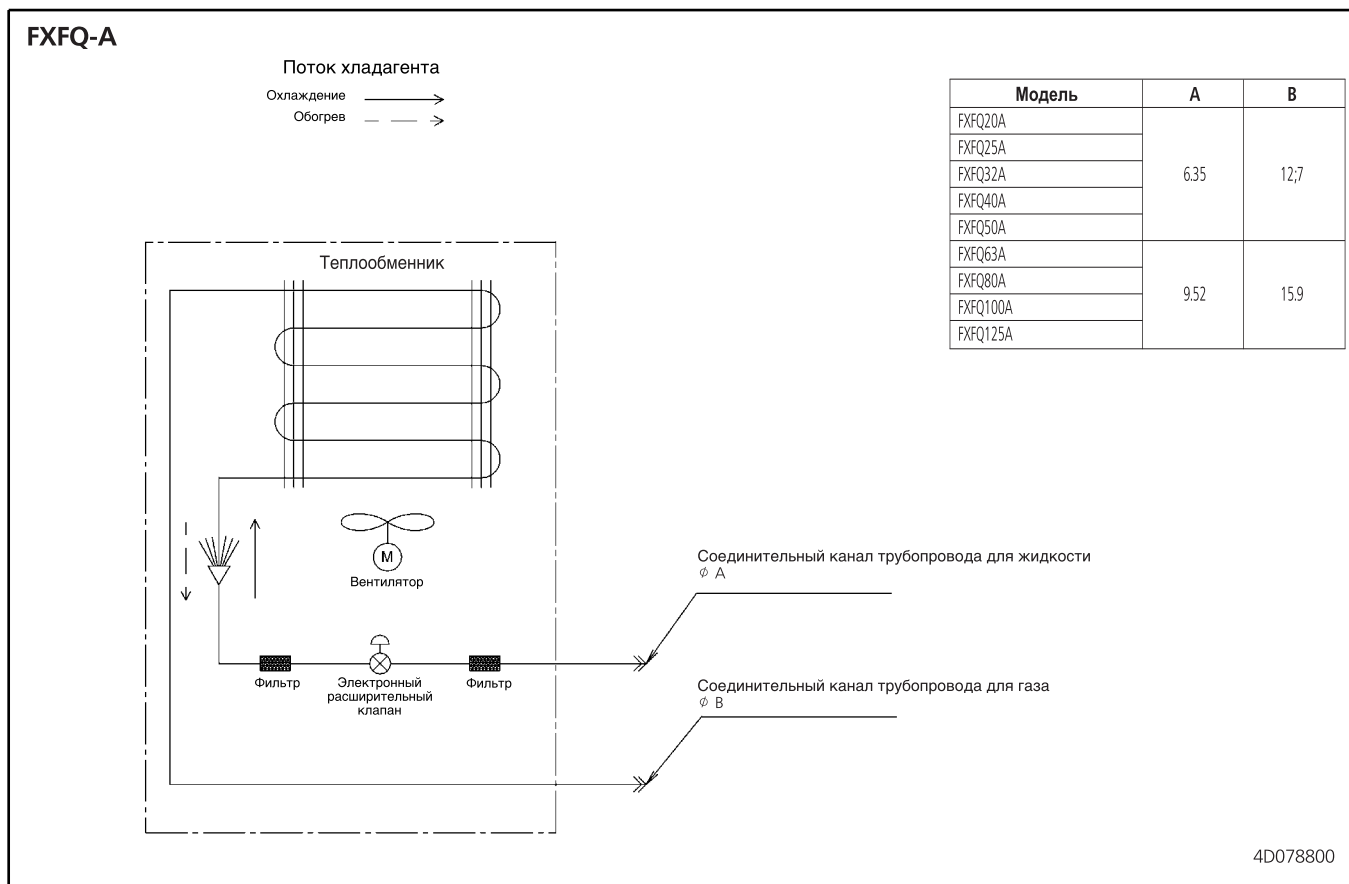 FXFQ-A
Поток хладагента
Охлаждение
Обогрев
Модель A B
FXFQ20A
FXFQ25A
FXFQ32A 6.35 12;7
FXFQ40A
FXFQ50A
FXFQ63A
FXFQ80A
9.52 15.9
FXFQ100A
FXFQ125A
Теплообменник
M
Вентилятор
Соединительный канал трубопровода для жидкости
φ A
Фильтр
Электронный
расширительный
клапан
Фильтр
Соединительный канал трубопровода для газа
φ B
4D078800